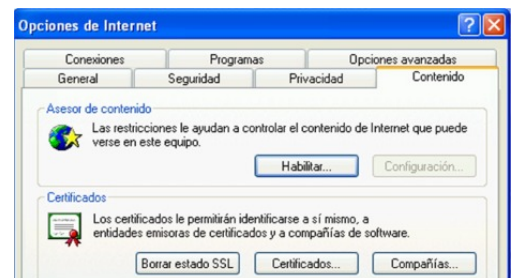 Opciones de Internet
Conexiones Programas Opciones avanzadas
General Seguridad Privacidad Contenido
Asesor de contenido
Las restricciones le ayudan a controlar el contenido de Internet que puede
verse en este equipo.
Habilitar... Configuración...
Certificados
Los certificados le permitirán identificarse a sí mismo, a
entidades emisoras de certificados y a compañías de software.
Borrar estado SSL Certificados... Compañías...